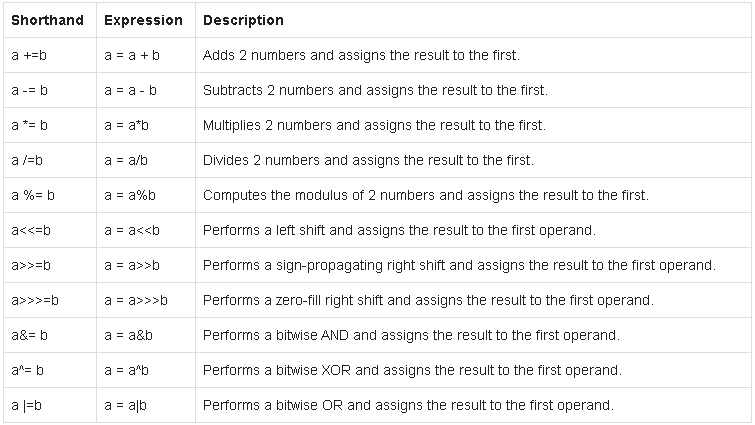 Shorthand Expression Description
a +=b a = a + b Adds 2 numbers and assigns the result to the first.
a -= b a = a - b Subtracts 2 numbers and assigns the result to the first.
a *= b a = a*b Multiplies 2 numbers and assigns the result to the first.
a /=b a = a/b Divides 2 numbers and assigns the result to the first.
a %= b a = a%b Computes the modulus of 2 numbers and assigns the result to the first.
a<<=b a = a<<b Performs a left shift and assigns the result to the first operand.
a>>=b a = a>>b Performs a sign-propagating right shift and assigns the result to the first operand.
a>>>=b a = a>>>b Performs a zero-fill right shift and assigns the result to the first operand.
a&= b a = a&b Performs a bitwise AND and assigns the result to the first operand.
a^= b a = a^b Performs a bitwise XOR and assigns the result to the first operand.
a |=b a = a|b Performs a bitwise OR and assigns the result to the first operand.